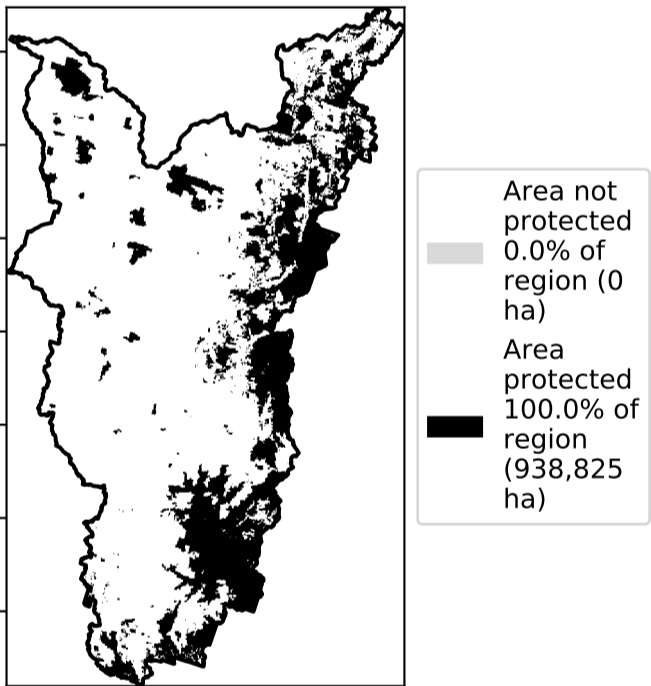 Area not
protected
0.0% of
region (0
ha)
Area
protected
100.0% of
region
(938,825
ha)